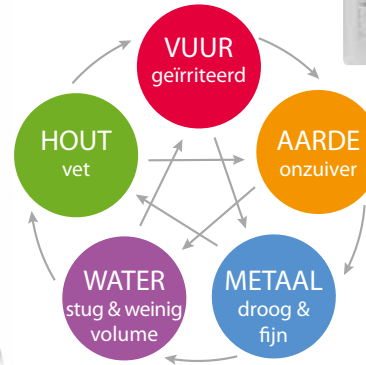 VUUR
geïrriteerd
HOUT
vet
AARDE
onzuiver
WATER
stug & weinig
volume
METAAL
droog &
fijn